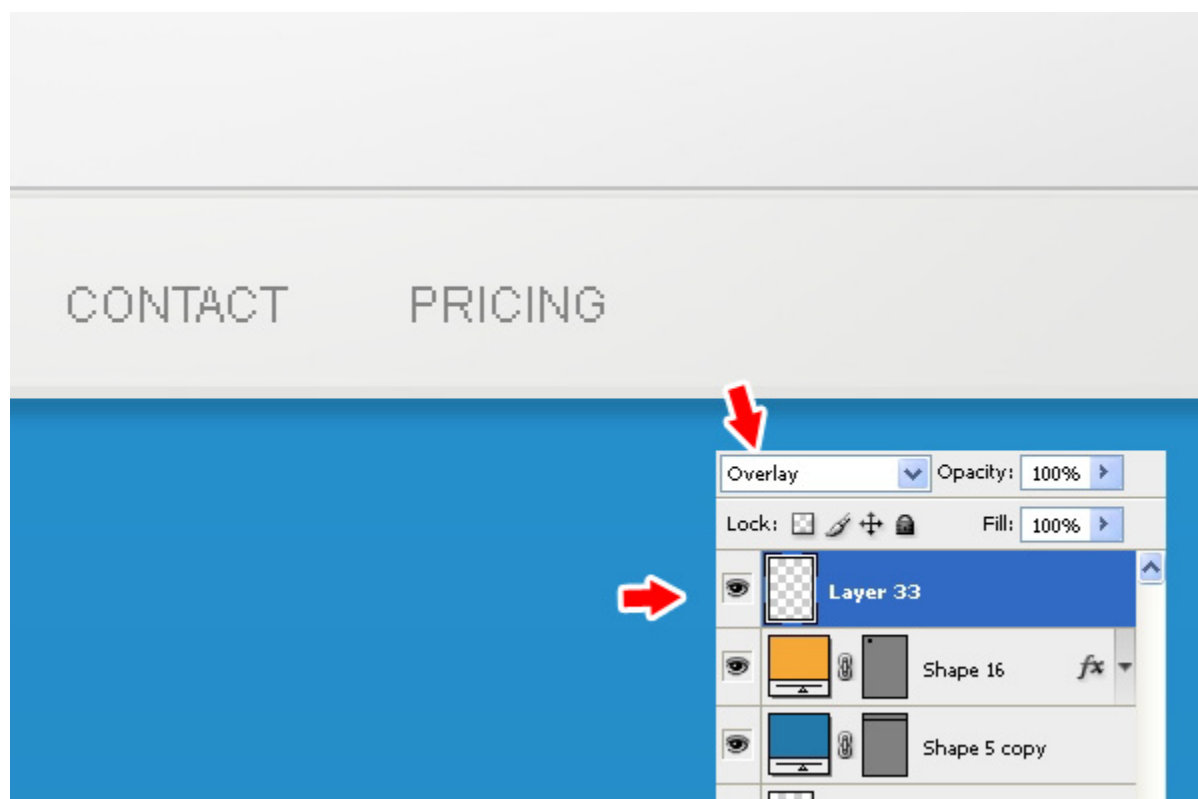 CONTACT PRICING
Overlay Opacity: 100%
Lock: Fill: 100%
Layer 33
Shape 16 fx
Shape 5 copy